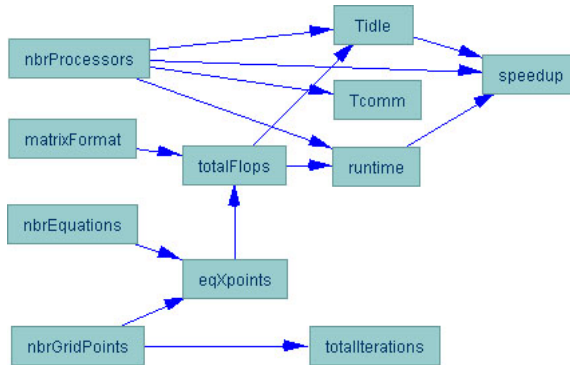 Tidle
nbrProcessors
speedup
Tcomm
matrixFormat
totalFlops
runtime
nbrEquations
eqXpoints
nbrGridPoints
totalIterations